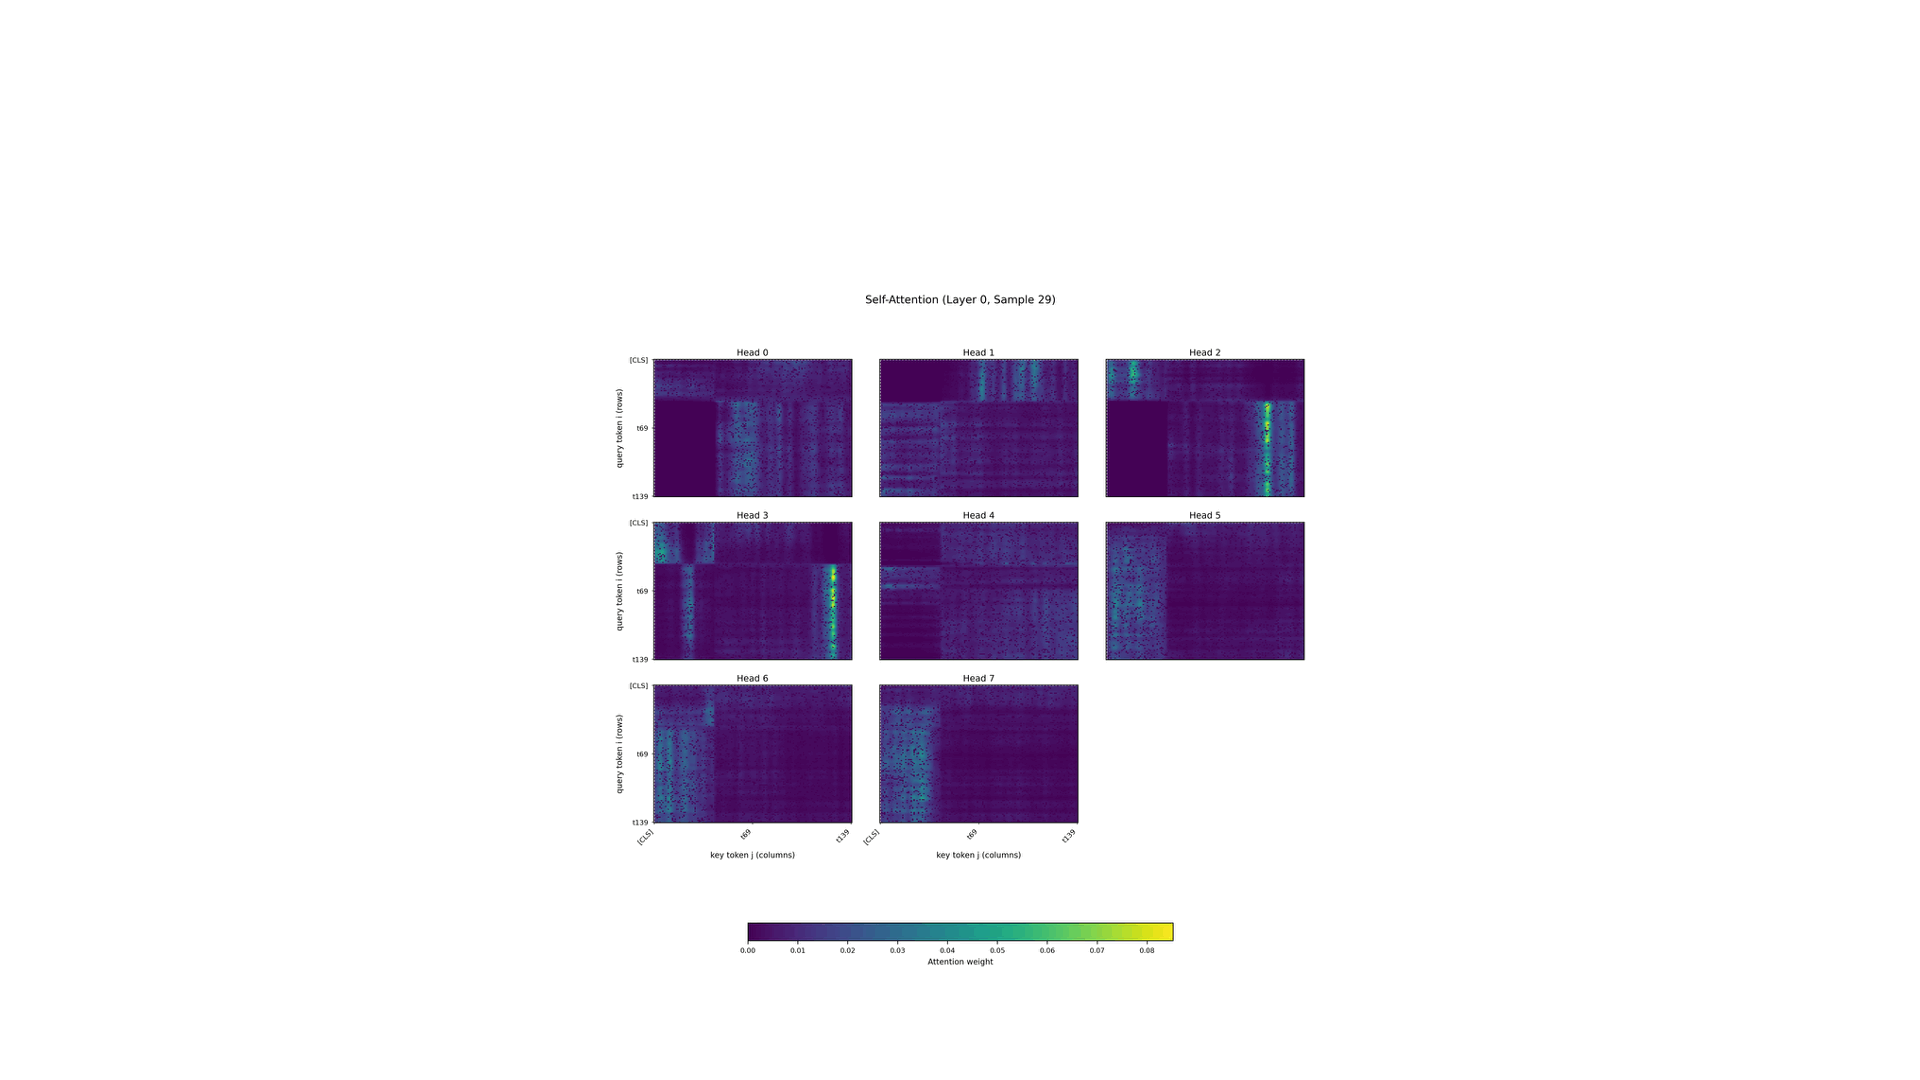 Self-Attention (Layer 0, Sample 29)
Head 0
Head 1
Head 2
[CLS]
t69
t139
query token i (rows)
Head 3
Head 4
Head 5
[CLS]
t69
t139
query token i (rows)
Head 6
Head 7
[CLS]
t69
t139
query token i (rows)
[CLS] t69 t139
[CLS] t69 t139
key token j (columns)
key token j (columns)
0.00 0.01 0.02 0.03 0.04 0.05 0.06 0.07 0.08
Attention weight